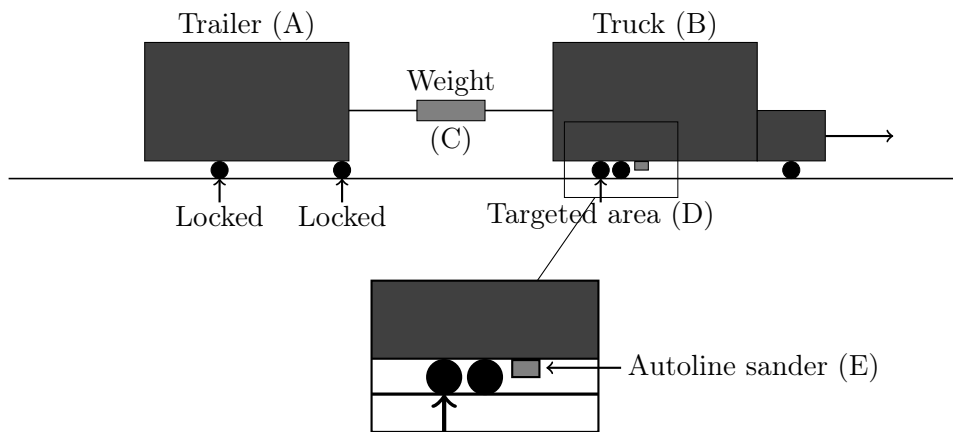 Trailer (A)
Truck (B)
Weight
(C)
Locked
Locked
Targeted area (D)
Autoline sander (E)